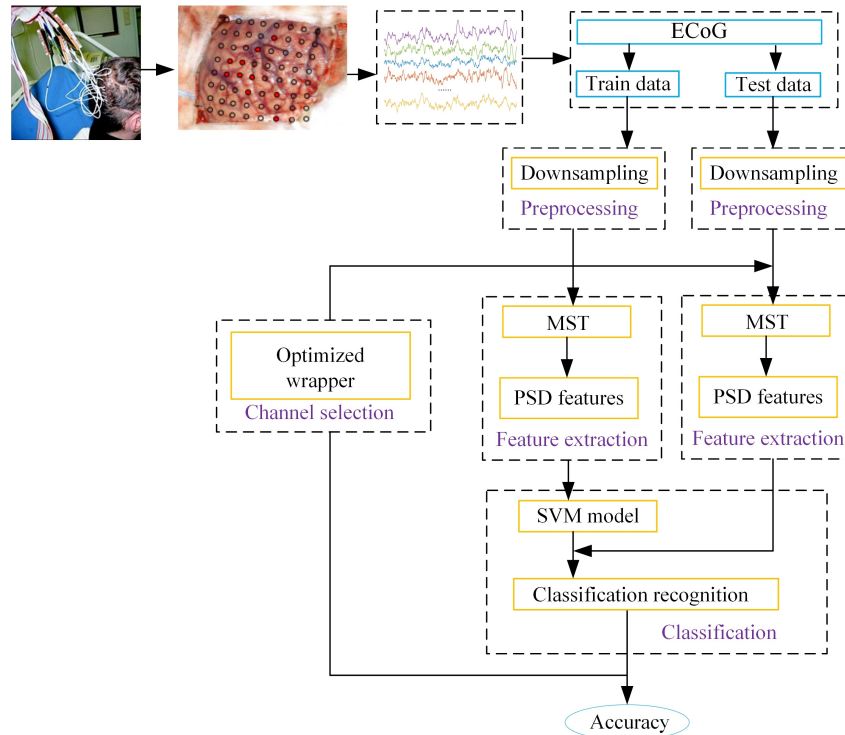 ECoG
Train data
Test data
......
Downsampling
Preprocessing
Downsampling
Preprocessing
MST
PSD features
Feature extraction
MST
PSD features
Feature extraction
Optimized
wrapper
Channel selection
SVM model
Classification recognition
Classification
Accuracy